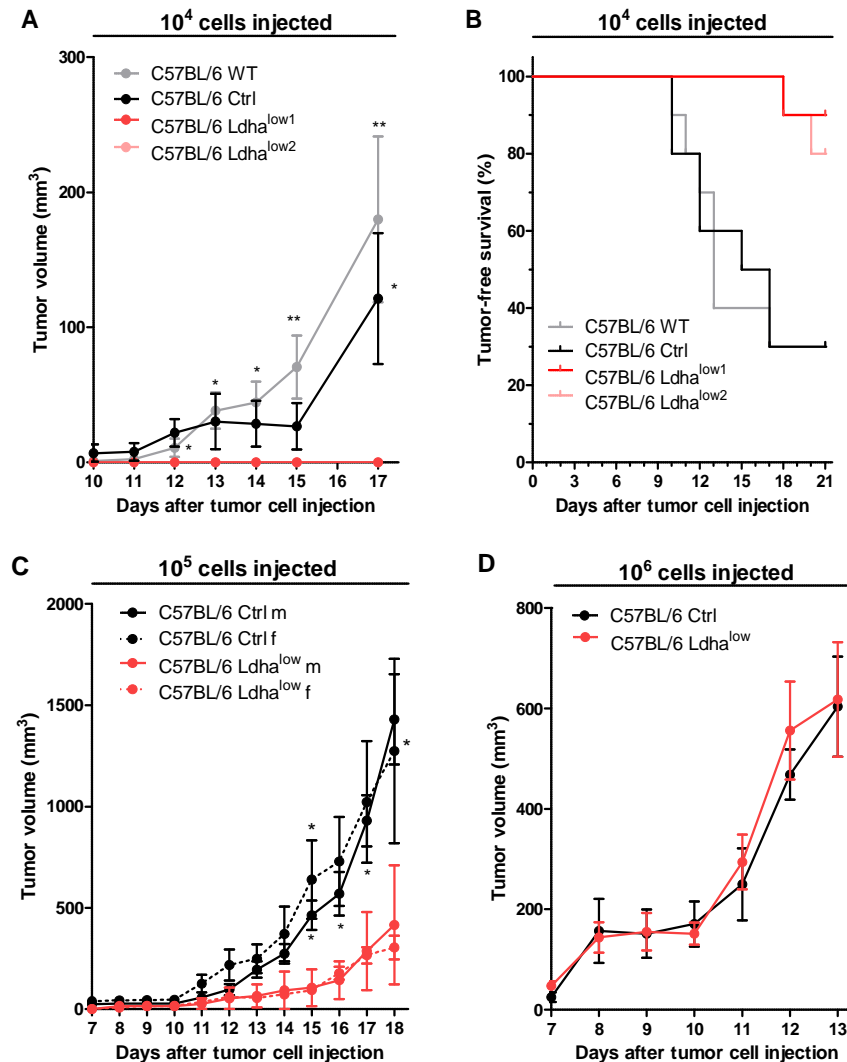 A
10⁴ cells injected
C57BL/6 WT
C57BL/6 Ctrl
C57BL/6 Ldha^low1
C57BL/6 Ldha^low2
300
200
100
0
Tumor volume (mm³)
**
*
**
*
*
*
10 11 12 13 14 15 16 17
Days after tumor cell injection
B
10⁴ cells injected
100
80
60
40
20
0
Tumor-free survival (%)
C57BL/6 WT
C57BL/6 Ctrl
C57BL/6 Ldha^low1
C57BL/6 Ldha^low2
0 3 6 9 12 15 18 21
Days after tumor cell injection
C
10⁵ cells injected
C57BL/6 Ctrl m
C57BL/6 Ctrl f
C57BL/6 Ldha^low m
C57BL/6 Ldha^low f
2000
1500
1000
500
0
Tumor volume (mm³)
*
*
*
*
*
7 8 9 10 11 12 13 14 15 16 17 18
Days after tumor cell injection
D
10⁶ cells injected
C57BL/6 Ctrl
C57BL/6 Ldha^low
800
600
400
200
0
Tumor volume (mm³)
7 8 9 10 11 12 13
Days after tumor cell injection